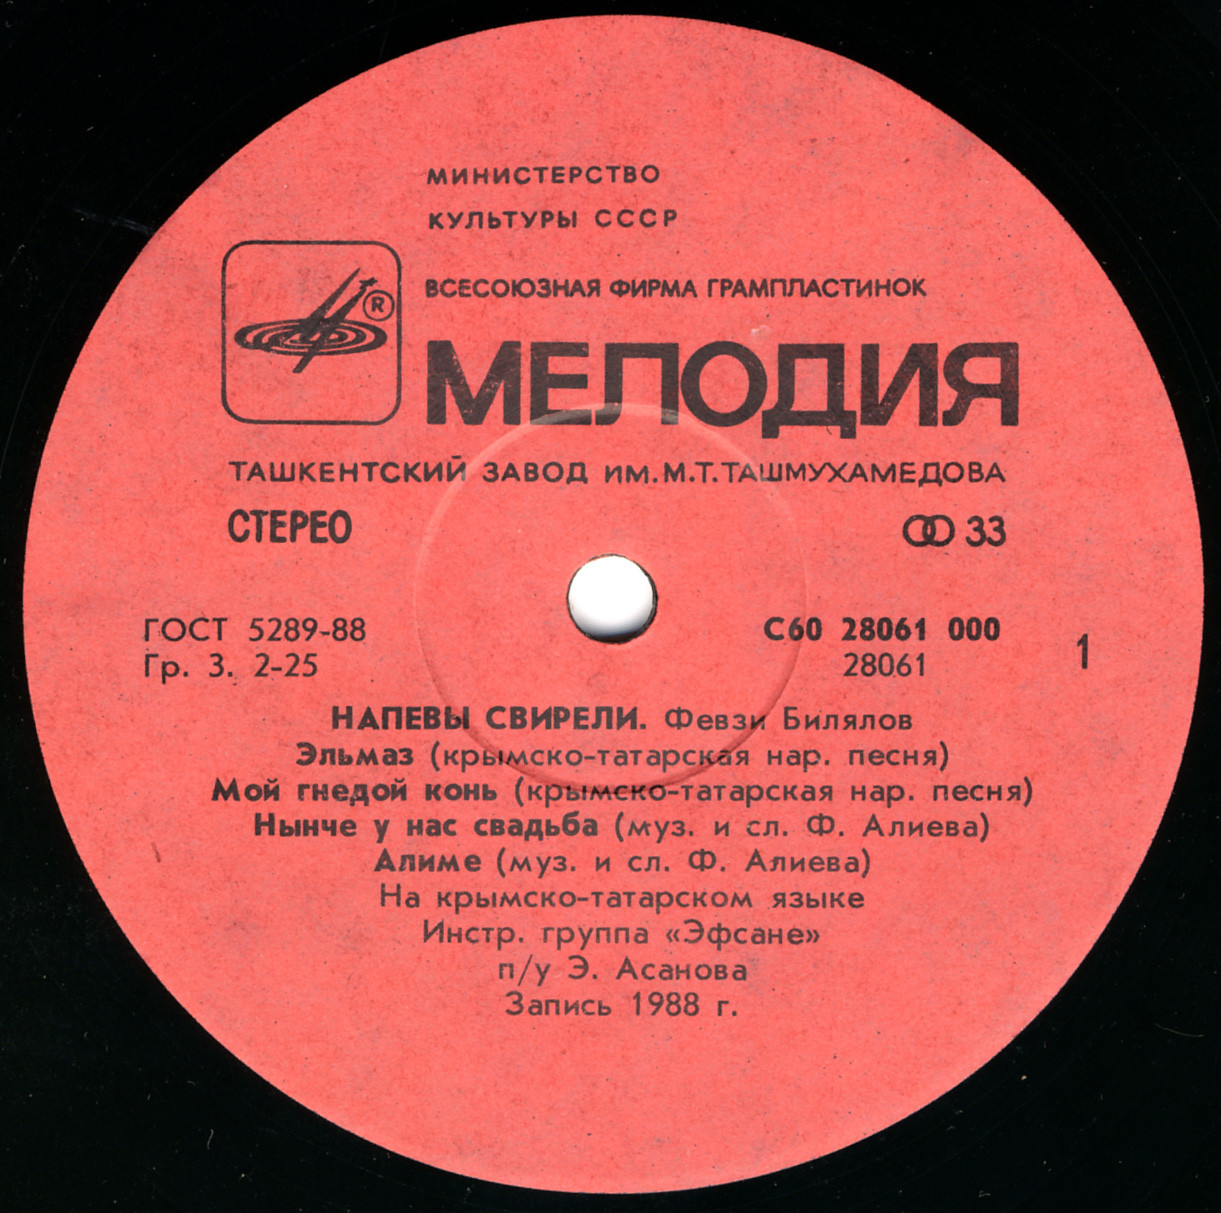 МИНИСТЕРСТВО
КУЛЬТУРЫ СССР
®
ВСЕСОЮЗНАЯ ФИРМА ГРАМПЛАСТИНОК
МЕЛОДИЯ
ТАШКЕНТСКИЙ ЗАВОД ИМ.М.Т.ТАШМУХАМЕДОВА
СТЕРЕО 33
ГОСТ 5289-88 С60 28061 000
Гр. 3. 2-25 28061 1
НАПЕВЫ СВИРЕЛИ. Февзи Билялов
Эльмаз (крымско-татарская нар. песня)
Мой гнедой конь (крымско-татарская нар. песня)
Нынче у нас свадьба (муз. и сл. Ф. Алиева)
Алиме (муз. и сл. Ф. Алиева)
На крымско-татарском языке
Инстр. группа «Эфсане»
п/у Э. Асанова
Запись 1988 г.